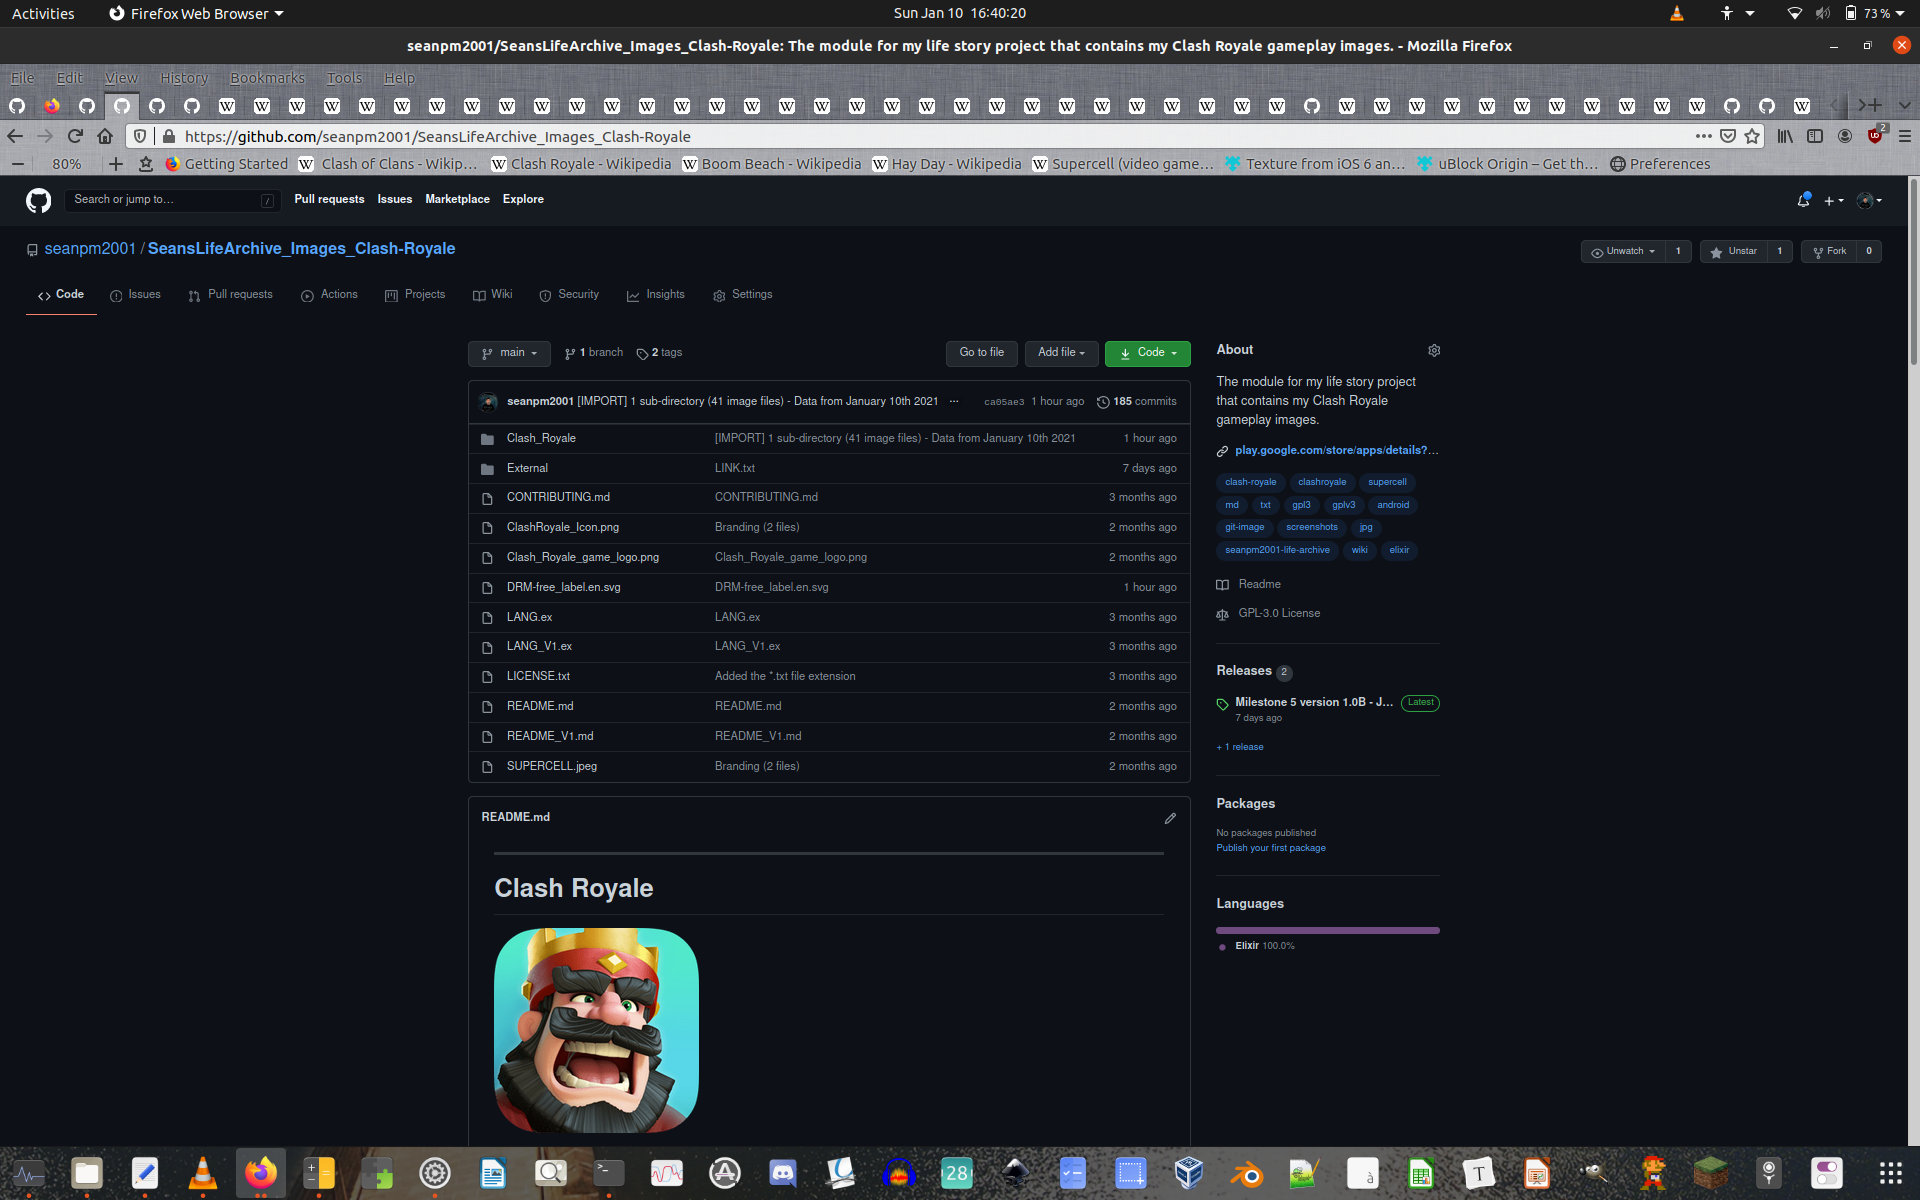 Activities Firefox Web Browser Sun Jan 10 16:40:20 73 %
seanpm2001/SeansLifeArchive_Images_Clash-Royale: The module for my life story project that contains my Clash Royale gameplay images. - Mozilla Firefox
File Edit View History Bookmarks Tools Help
https://github.com/seanpm2001/SeansLifeArchive_Images_Clash-Royale 2
80% Getting Started Clash of Clans - Wikip… Clash Royale - Wikipedia Boom Beach - Wikipedia Hay Day - Wikipedia Supercell (video game… Texture from iOS 6 an… uBlock Origin – Get th… Preferences
Search or jump to… / Pull requests Issues Marketplace Explore
seanpm2001 / SeansLifeArchive_Images_Clash-Royale Unwatch 1 Unstar 1 Fork 0
Code Issues Pull requests Actions Projects Wiki Security Insights Settings
main 1 branch 2 tags Go to file Add file Code
seanpm2001 [IMPORT] 1 sub-directory (41 image files) - Data from January 10th 2021 ... ca05ae3 1 hour ago 185 commits
Clash_Royale [IMPORT] 1 sub-directory (41 image files) - Data from January 10th 2021 1 hour ago
External LINK.txt 7 days ago
CONTRIBUTING.md CONTRIBUTING.md 3 months ago
ClashRoyale_Icon.png Branding (2 files) 2 months ago
Clash_Royale_game_logo.png Clash_Royale_game_logo.png 2 months ago
DRM-free_label.en.svg DRM-free_label.en.svg 1 hour ago
LANG.ex LANG.ex 3 months ago
LANG_V1.ex LANG_V1.ex 3 months ago
LICENSE.txt Added the *.txt file extension 3 months ago
README.md README.md 2 months ago
README_V1.md README_V1.md 2 months ago
SUPERCELL.jpeg Branding (2 files) 2 months ago
README.md
Clash Royale
About
The module for my life story project
that contains my Clash Royale
gameplay images.
play.google.com/store/apps/details?…
clash-royale clashroyale supercell
md txt gpl3 gplv3 android
git-image screenshots jpg
seanpm2001-life-archive wiki elixir
Readme
GPL-3.0 License
Releases 2
Milestone 5 version 1.0B - J… Latest
7 days ago
+ 1 release
Packages
No packages published
Publish your first package
Languages
Elixir 100.0%
28